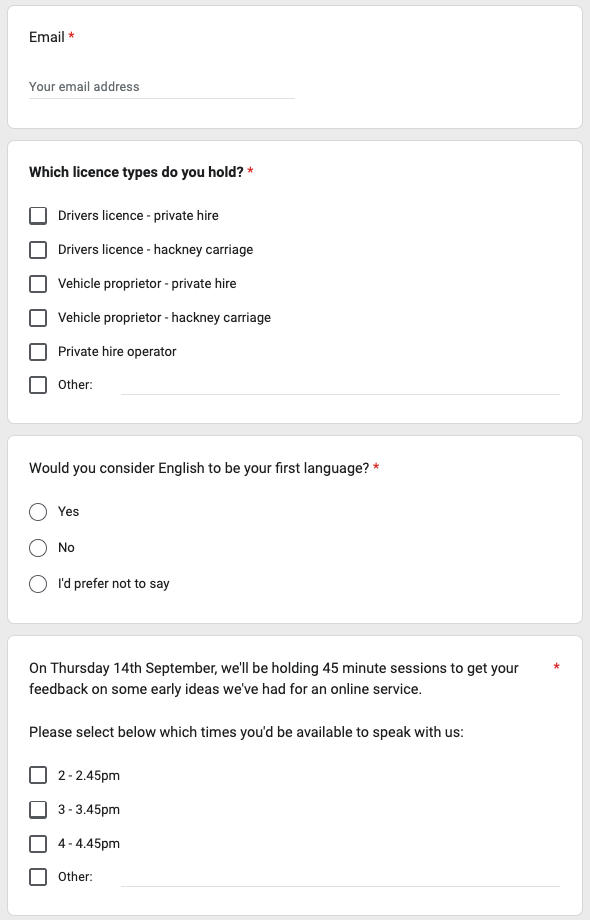 Email *
Your email address
Which licence types do you hold? *
Drivers licence - private hire
Drivers licence - hackney carriage
Vehicle proprietor - private hire
Vehicle proprietor - hackney carriage
Private hire operator
Other:
Would you consider English to be your first language? *
Yes
No
I'd prefer not to say
On Thursday 14th September, we'll be holding 45 minute sessions to get your *
feedback on some early ideas we've had for an online service.
Please select below which times you'd be available to speak with us:
2 - 2.45pm
3 - 3.45pm
4 - 4.45pm
Other: